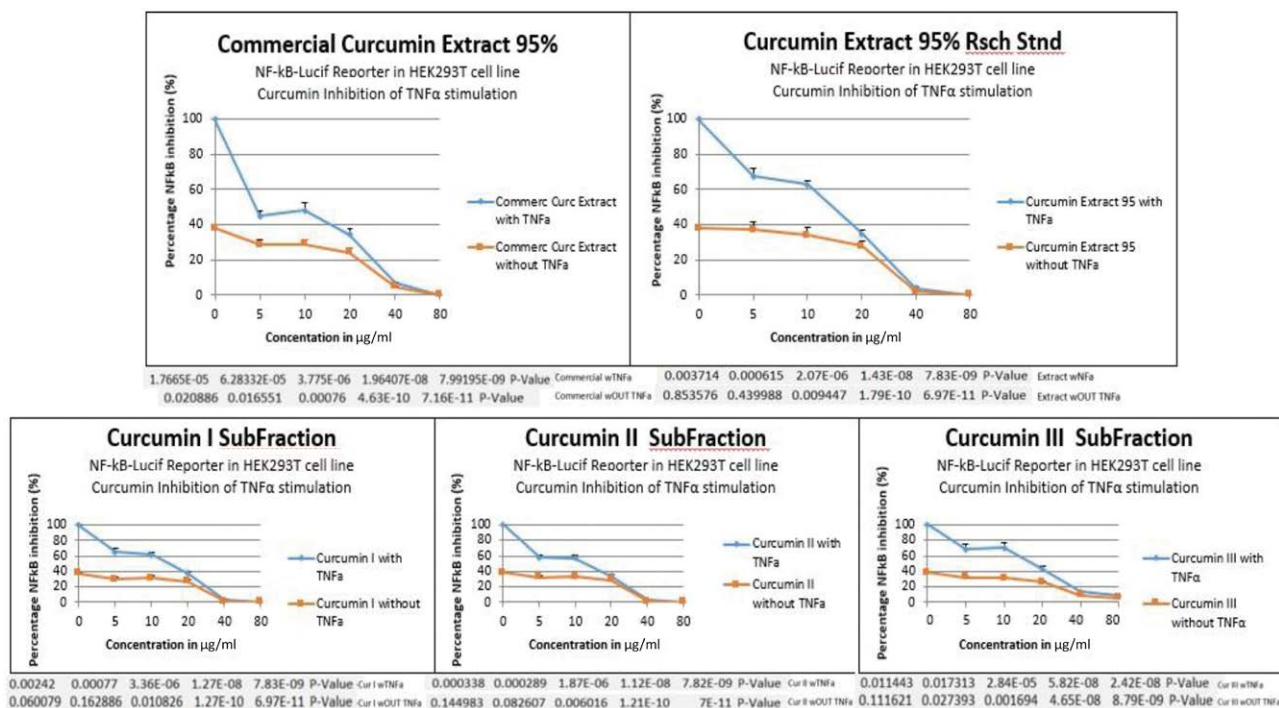 Commercial Curcumin Extract 95%
NF-kB-Lucif Reporter in HEK293T cell line
Curcumin Inhibition of TNFα stimulation
Percentage NFkB inhibition (%)
100
80
60
40
20
0
0 5 10 20 40 80
Concentation in µg/ml
Commerc Curc Extract
with TNFa
Commerc Curc Extract
without TNFa
Curcumin Extract 95% Rsch Stnd
NF-kB-Lucif Reporter in HEK293T cell line
Curcumin Inhibition of TNFα stimulation
Percentage NFkB inhibition (%)
100
80
60
40
20
0
0 5 10 20 40 80
Concentration in µg/ml
Curcumin Extract 95 with
TNFa
Curcumin Extract 95
without TNFa
1.7665E-05 6.28332E-05 3.775E-06 1.96407E-08 7.99195E-09 P-Value Commercial wTNFa
0.020886 0.016551 0.00076 4.63E-10 7.16E-11 P-Value Commercial wOUT TNFa
0.003714 0.000615 2.07E-06 1.43E-08 7.83E-09 P-Value Extract wNFa
0.853576 0.439988 0.009447 1.79E-10 6.97E-11 P-Value Extract wOUT TNFa
Curcumin I SubFraction
NF-kB-Lucif Reporter in HEK293T cell line
Curcumin Inhibition of TNFα stimulation
Percentage NFkB inhibition (%)
100
80
60
40
20
0
0 5 10 20 40 80
Concentration in µg/ml
Curcumin I with
TNFa
Curcumin I without
TNFa
Curcumin II SubFraction
NF-kB-Lucif Reporter in HEK293T cell line
Curcumin Inhibition of TNFα stimulation
Percentage NFkB inhibition (%)
100
80
60
40
20
0
0 5 10 20 40 80
Concentration in µg/ml
Curcumin II with
TNFa
Curcumin II
without TNFa
Curcumin III SubFraction
NF-kB-Lucif Reporter in HEK293T cell line
Curcumin Inhibition of TNFα stimulation
Percentage NFkB inhibition (%)
100
80
60
40
20
0
0 5 10 20 40 80
Concentration in µg/ml
Curcumin III with
TNFα
Curcumin III
without TNFα
0.00242 0.00077 3.36E-06 1.27E-08 7.83E-09 P-Value Cur I wTNFa
0.060079 0.162886 0.010826 1.27E-10 6.97E-11 P-Value Cur I wOUT TNFa
0.000338 0.000289 1.87E-06 1.12E-08 7.82E-09 P-Value Cur II wTNFa
0.144983 0.082607 0.006016 1.21E-10 7E-11 P-Value Cur II wOUT TNFa
0.011443 0.017313 2.84E-05 5.82E-08 2.42E-08 P-Value Cur III wTNFa
0.111621 0.027393 0.001694 4.65E-08 8.79E-09 P-Value Cur III wOUT TNFa